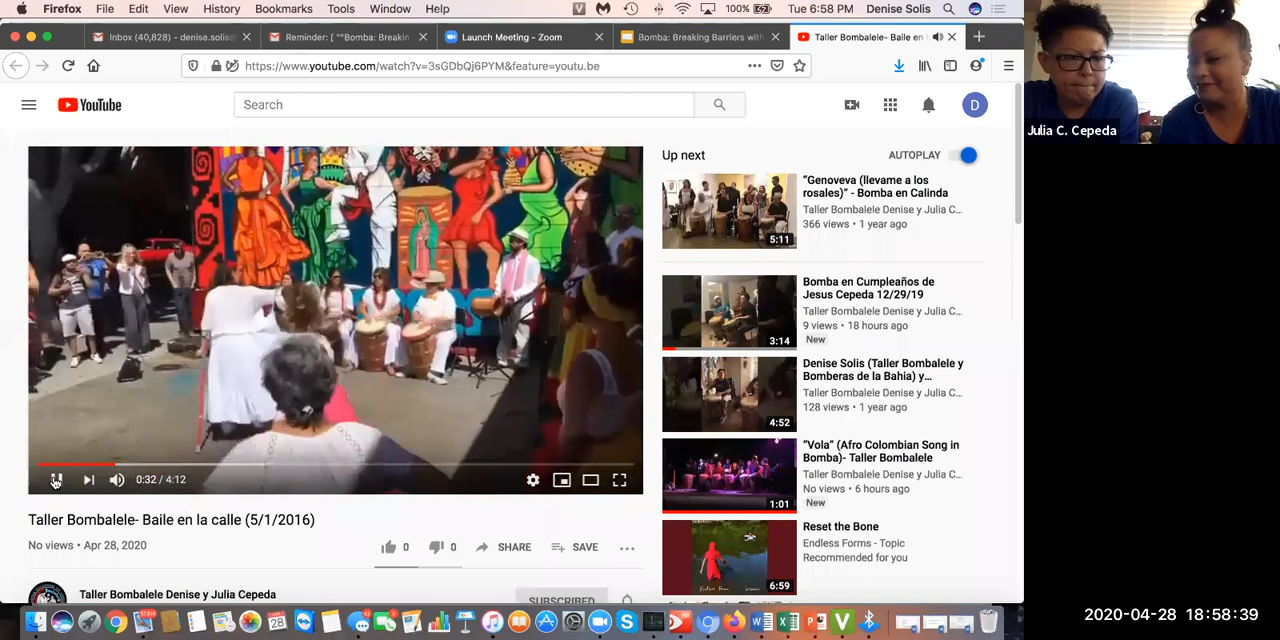 Firefox File Edit View History Bookmarks Tools Window Help
100% Tue 6:58 PM Denise Solis
Inbox (40,828) - denise.solis@
Reminder: [ "*Bomba: Breakin
Launch Meeting - Zoom
Bomba: Breaking Barriers with
Taller Bombalele- Baile en l
https://www.youtube.com/watch?v=3sGDbQj6PYM&feature=youtu.be
YouTube
Search
D
Julia C. Cepeda
Up next
AUTOPLAY
"Genoveva (llevame a los
rosales)" - Bomba en Calinda
Taller Bombalele Denise y Julia C...
366 views • 1 year ago
5:11
Bomba en Cumpleaños de
Jesus Cepeda 12/29/19
Taller Bombalele Denise y Julia C...
9 views • 18 hours ago
New
3:14
Denise Solis (Taller Bombalele y
Bomberas de la Bahia) y...
Taller Bombalele Denise y Julia C...
128 views • 1 year ago
4:52
"Vola" (Afro Colombian Song in
Bomba)- Taller Bombalele
Taller Bombalele Denise y Julia C...
No views • 6 hours ago
New
1:01
Reset the Bone
Endless Forms - Topic
Recommended for you
6:59
0:32 / 4:12
Taller Bombalele- Baile en la calle (5/1/2016)
No views • Apr 28, 2020
0 0 SHARE SAVE
Taller Bombalele Denise y Julia Cepeda
SUBSCRIBED
2020-04-28 18:58:39